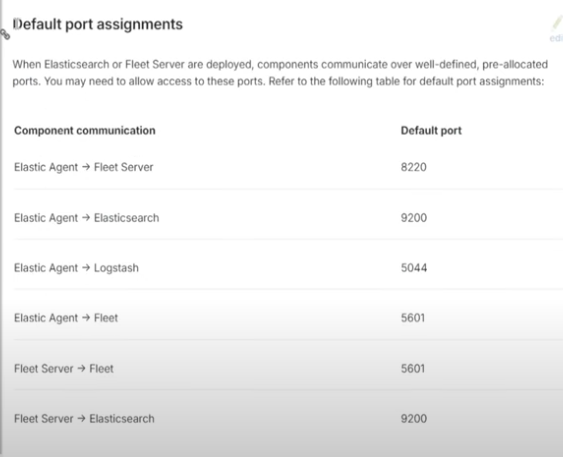 Default port assignments
edi
When Elasticsearch or Fleet Server are deployed, components communicate over well-defined, pre-allocated
ports. You may need to allow access to these ports. Refer to the following table for default port assignments:
Component communication Default port
Elastic Agent → Fleet Server 8220
Elastic Agent → Elasticsearch 9200
Elastic Agent → Logstash 5044
Elastic Agent → Fleet 5601
Fleet Server → Fleet 5601
Fleet Server → Elasticsearch 9200